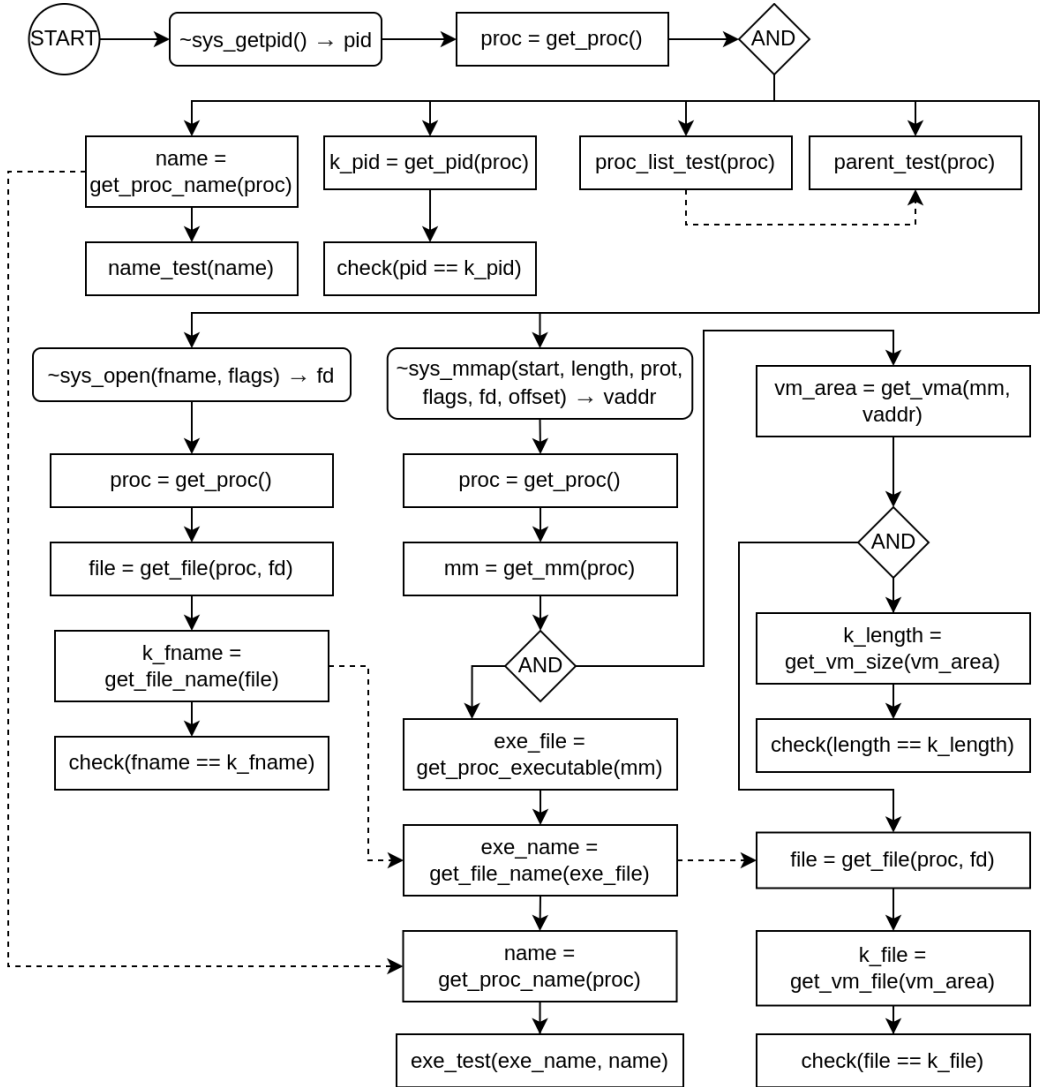 START
~sys_getpid() → pid
proc = get_proc()
AND
name =
get_proc_name(proc)
k_pid = get_pid(proc)
proc_list_test(proc)
parent_test(proc)
name_test(name)
check(pid == k_pid)
~sys_open(fname, flags) → fd
~sys_mmap(start, length, prot,
flags, fd, offset) → vaddr
vm_area = get_vma(mm,
vaddr)
proc = get_proc()
proc = get_proc()
AND
file = get_file(proc, fd)
mm = get_mm(proc)
k_fname =
get_file_name(file)
AND
k_length =
get_vm_size(vm_area)
check(fname == k_fname)
exe_file =
get_proc_executable(mm)
check(length == k_length)
exe_name =
get_file_name(exe_file)
file = get_file(proc, fd)
name =
get_proc_name(proc)
k_file =
get_vm_file(vm_area)
exe_test(exe_name, name)
check(file == k_file)